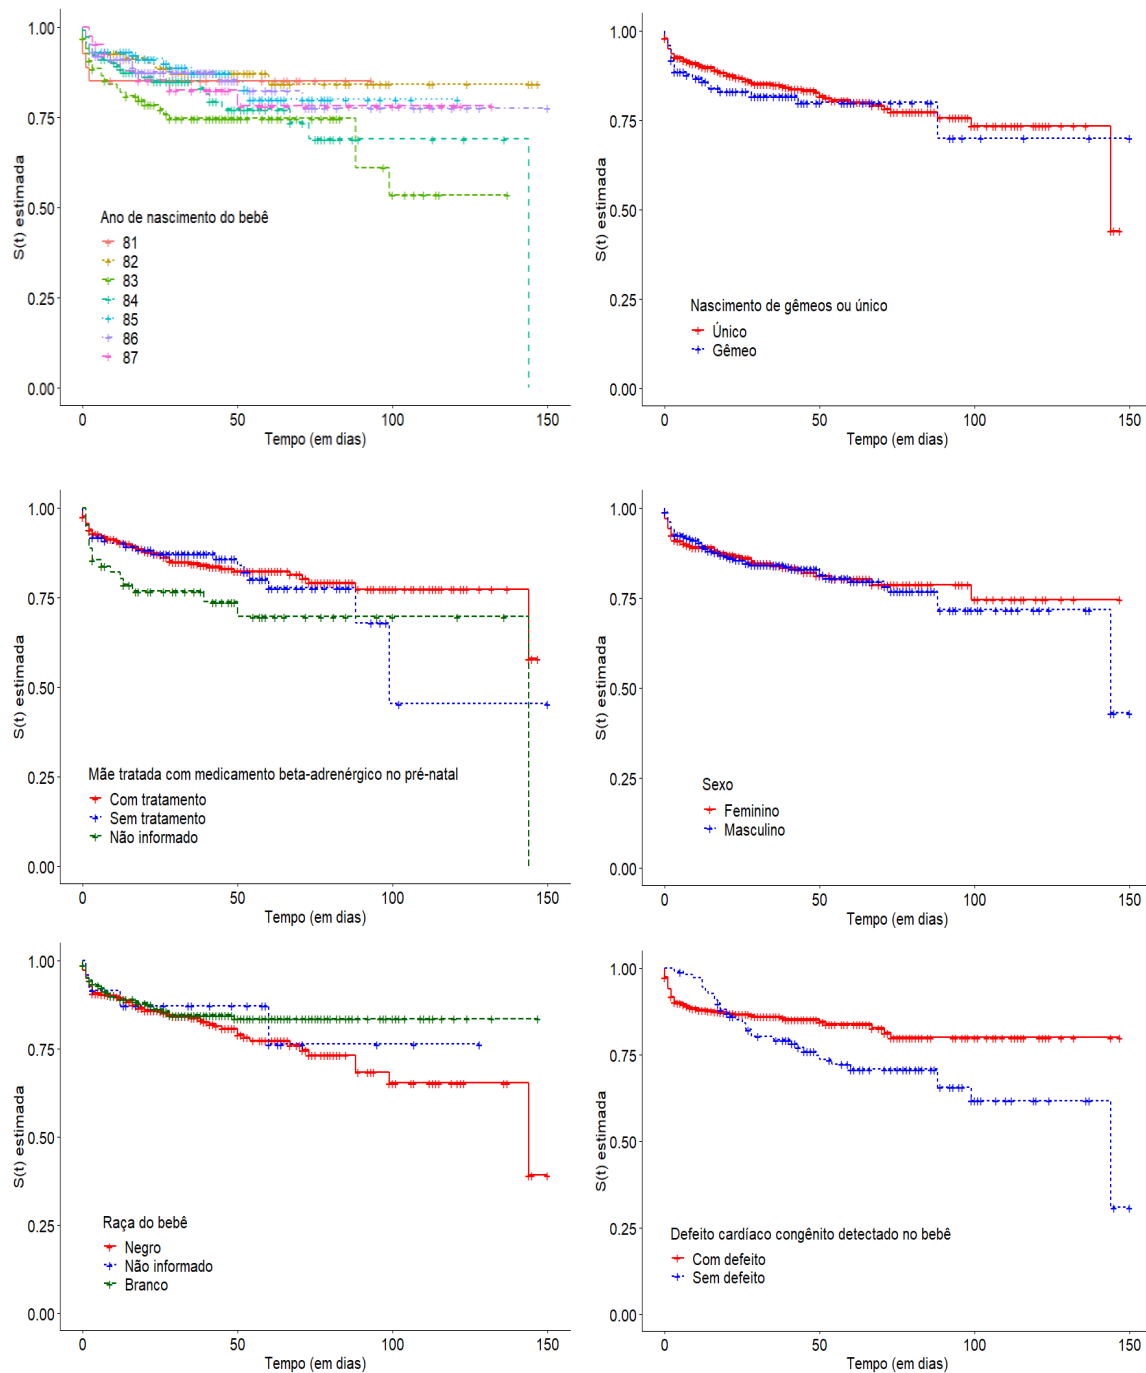 1.00
0.75
0.50
0.25
0.00
S(t) estimada
Ano de nascimento do bebê
81
82
83
84
85
86
87
0
50
100
150
Tempo (em dias)
1.00
0.75
0.50
0.25
0.00
S(t) estimada
Nascimento de gêmeos ou único
Único
Gêmeo
0
50
100
150
Tempo (em dias)
1.00
0.75
0.50
0.25
0.00
S(t) estimada
Mãe tratada com medicamento beta-adrenérgico no pré-natal
Com tratamento
Sem tratamento
Não informado
0
50
100
150
Tempo (em dias)
1.00
0.75
0.50
0.25
0.00
S(t) estimada
Sexo
Feminino
Masculino
0
50
100
150
Tempo (em dias)
1.00
0.75
0.50
0.25
0.00
S(t) estimada
Raça do bebê
Negro
Não informado
Branco
0
50
100
150
Tempo (em dias)
1.00
0.75
0.50
0.25
0.00
S(t) estimada
Defeito cardíaco congênito detectado no bebê
Com defeito
Sem defeito
0
50
100
150
Tempo (em dias)